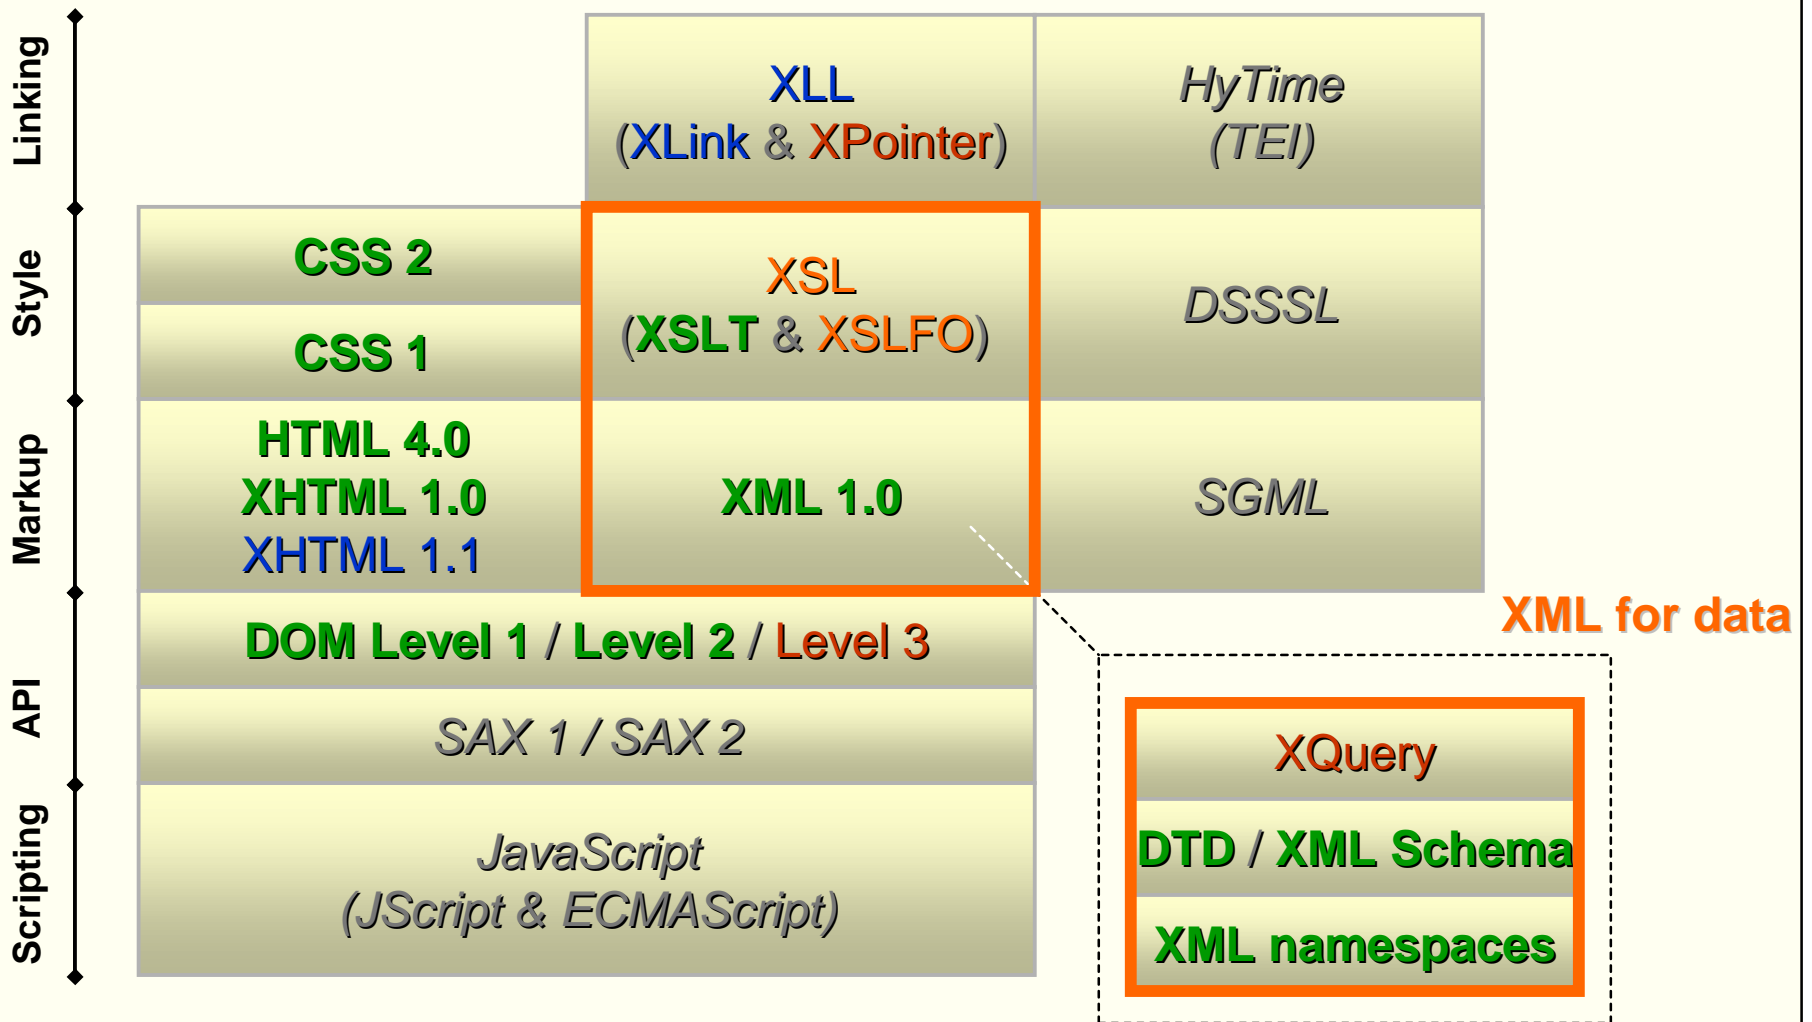 Linking
XLL
(XLink & XPointer)
HyTime
(TEI)
Style
CSS 2
CSS 1
XSL
(XSLT & XSLFO)
DSSSL
Markup
HTML 4.0
XHTML 1.0
XHTML 1.1
XML 1.0
SGML
API
DOM Level 1 / Level 2 / Level 3
SAX 1 / SAX 2
Scripting
JavaScript
(JScript & ECMAScript)
XML for data
XQuery
DTD / XML Schema
XML namespaces